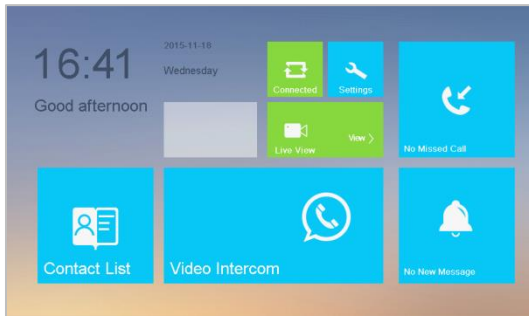 16:41
2015-11-18
Wednesday
Good afternoon
Connected
Settings
Live View
View >
No Missed Call
Contact List
Video Intercom
No New Message